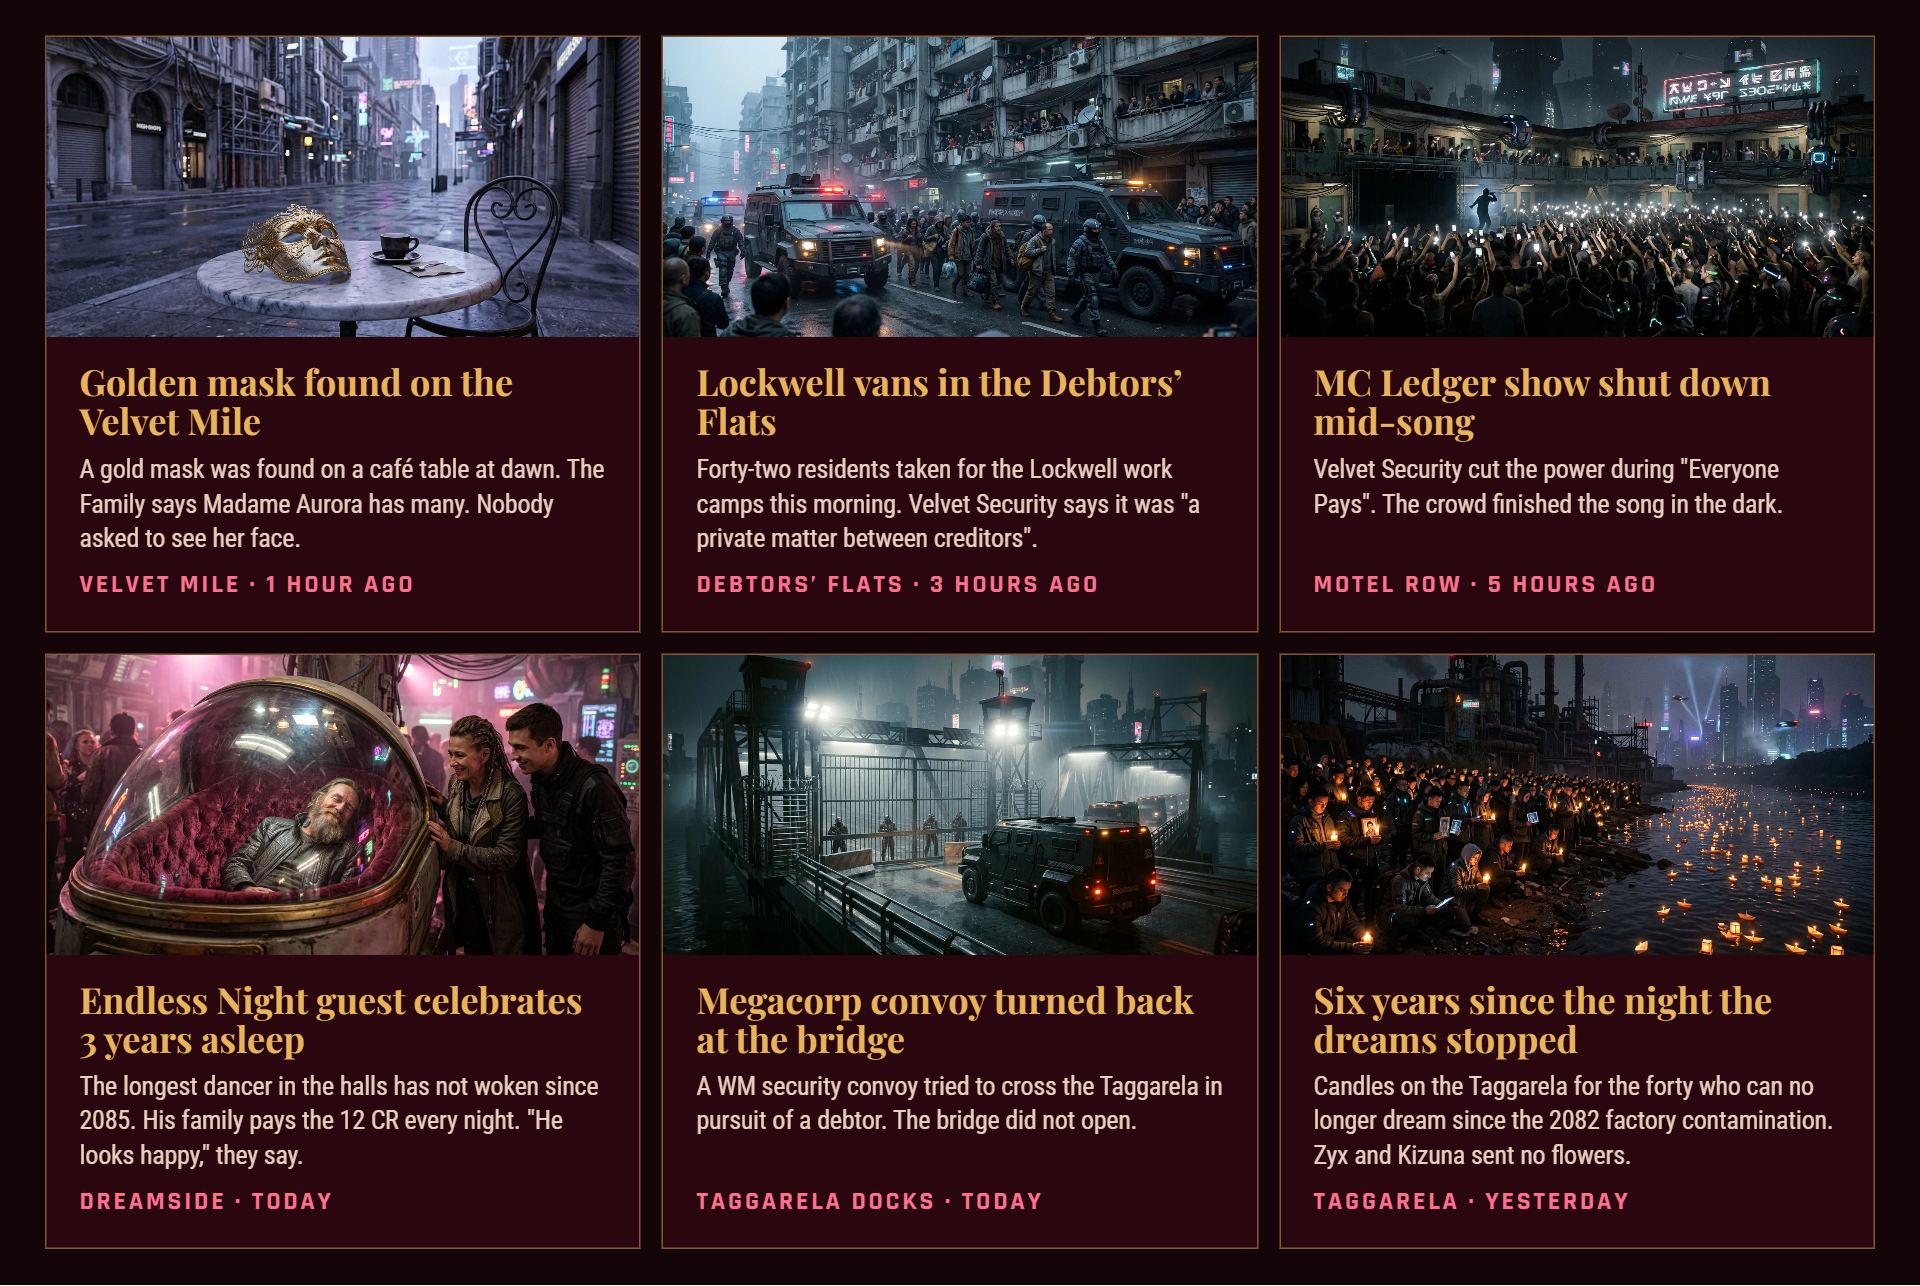 Golden mask found on the
Velvet Mile
A gold mask was found on a café table at dawn. The
Family says Madame Aurora has many. Nobody
asked to see her face.
VELVET MILE · 1 HOUR AGO
Lockwell vans in the Debtors’
Flats
Forty-two residents taken for the Lockwell work
camps this morning. Velvet Security says it was "a
private matter between creditors".
DEBTORS’ FLATS · 3 HOURS AGO
MC Ledger show shut down
mid-song
Velvet Security cut the power during "Everyone
Pays". The crowd finished the song in the dark.
MOTEL ROW · 5 HOURS AGO
Endless Night guest celebrates
3 years asleep
The longest dancer in the halls has not woken since
2085. His family pays the 12 CR every night. "He
looks happy," they say.
DREAMSIDE · TODAY
Megacorp convoy turned back
at the bridge
A WM security convoy tried to cross the Taggarela in
pursuit of a debtor. The bridge did not open.
TAGGARELA DOCKS · TODAY
Six years since the night the
dreams stopped
Candles on the Taggarela for the forty who can no
longer dream since the 2082 factory contamination.
Zyx and Kizuna sent no flowers.
TAGGARELA · YESTERDAY